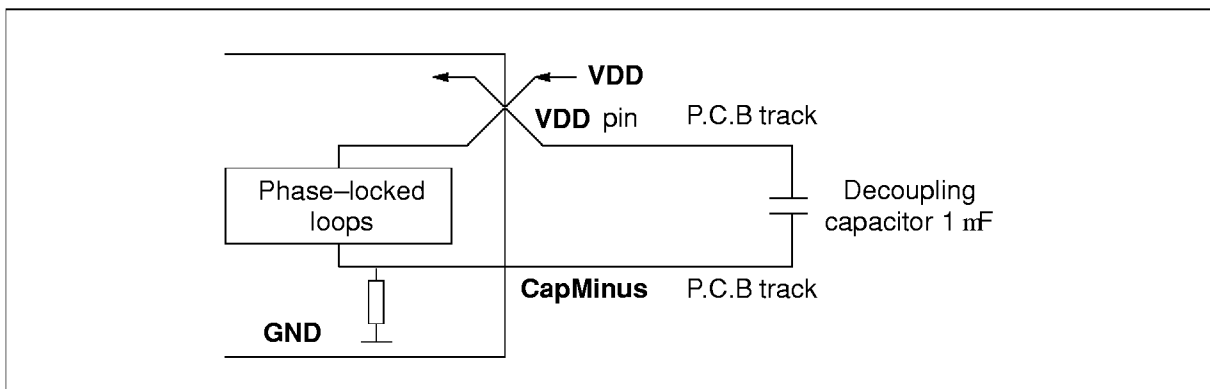 VDD
VDD pin
P.C.B track
Phase–locked
loops
Decoupling
capacitor 1 mF
CapMinus
P.C.B track
GND